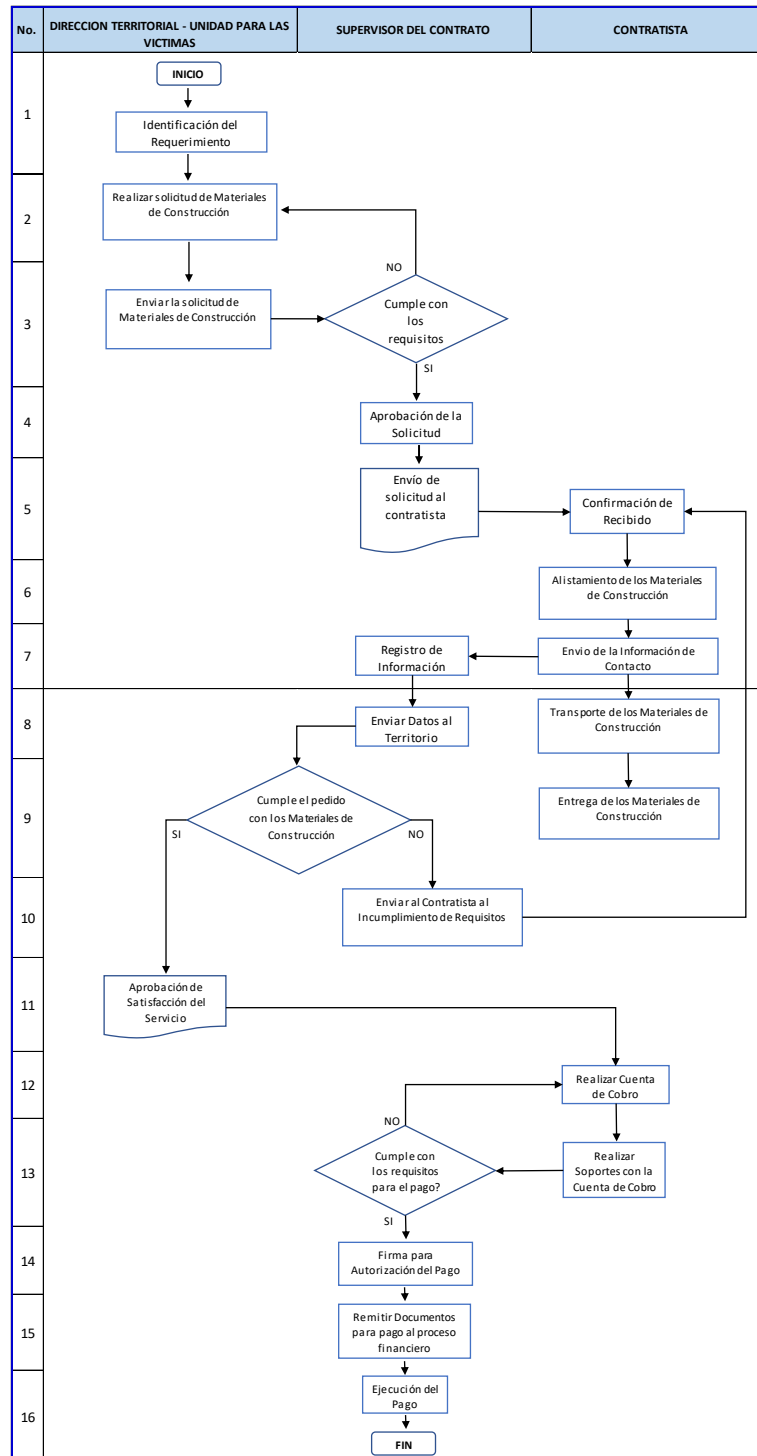 No.
DIRECCION TERRITORIAL - UNIDAD PARA LAS
VICTIMAS
SUPERVISOR DEL CONTRATO
CONTRATISTA
INICIO
1
Identificación del
Requerimiento
2
Realizar solicitud de Materiales
de Construcción
NO
3
Enviar la solicitud de
Materiales de Construcción
Cumple con
los
requisitos
SI
4
Aprobación de la
Solicitud
5
Envío de
solicitud al
contratista
Confirmación de
Recibido
6
Alistamiento de los Materiales
de Construcción
7
Registro de
Información
Envio de la Información de
Contacto
8
Enviar Datos al
Territorio
Transporte de los Materiales de
Construcción
9
Cumple el pedido
con los Materiales de
Construcción
SI
NO
Entrega de los Materiales de
Construcción
10
Enviar al Contratista al
Incumplimiento de Requisitos
11
Aprobación de
Satisfacción del
Servicio
12
Realizar Cuenta
de Cobro
NO
13
Cumple con
los requisitos
para el pago?
Realizar
Soportes con la
Cuenta de Cobro
SI
14
Firma para
Autorización del Pago
15
Remitir Documentos
para pago al proceso
financiero
16
Ejecución del
Pago
FIN